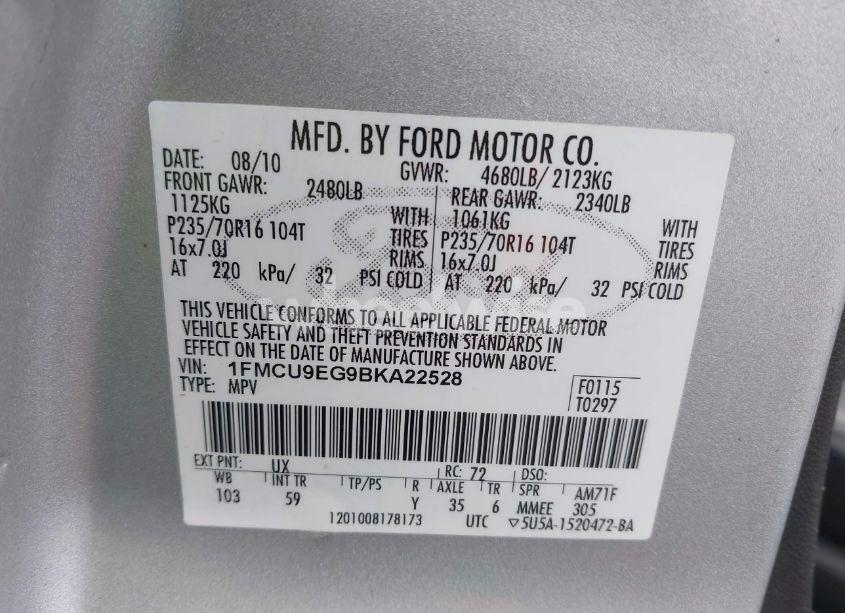 MFD. BY FORD MOTOR CO.
DATE: 08/10 GVWR: 4680LB/ 2123KG
FRONT GAWR: 2480LB REAR GAWR: 2340LB
1125KG WITH 1061KG WITH
P235/70R16 104T TIRES P235/70R16 104T TIRES
16x7.0J RIMS 16x7.0J RIMS
AT 220 kPa/ 32 PSI COLD AT 220 kPa/ 32 PSI COLD
THIS VEHICLE CONFORMS TO ALL APPLICABLE FEDERAL MOTOR
VEHICLE SAFETY AND THEFT PREVENTION STANDARDS IN
EFFECT ON THE DATE OF MANUFACTURE SHOWN ABOVE.
VIN: 1FMCU9EG9BKA22528
TYPE: MPV
F0115
T0297
EXT PNT: UX RC: 72 DSO:
WB INT TR TP/PS R AXLE TR SPR AM71F
103 59 Y 35 6 MMEE 305
1201008178173 UTC ▽5U5A-1520472-BA